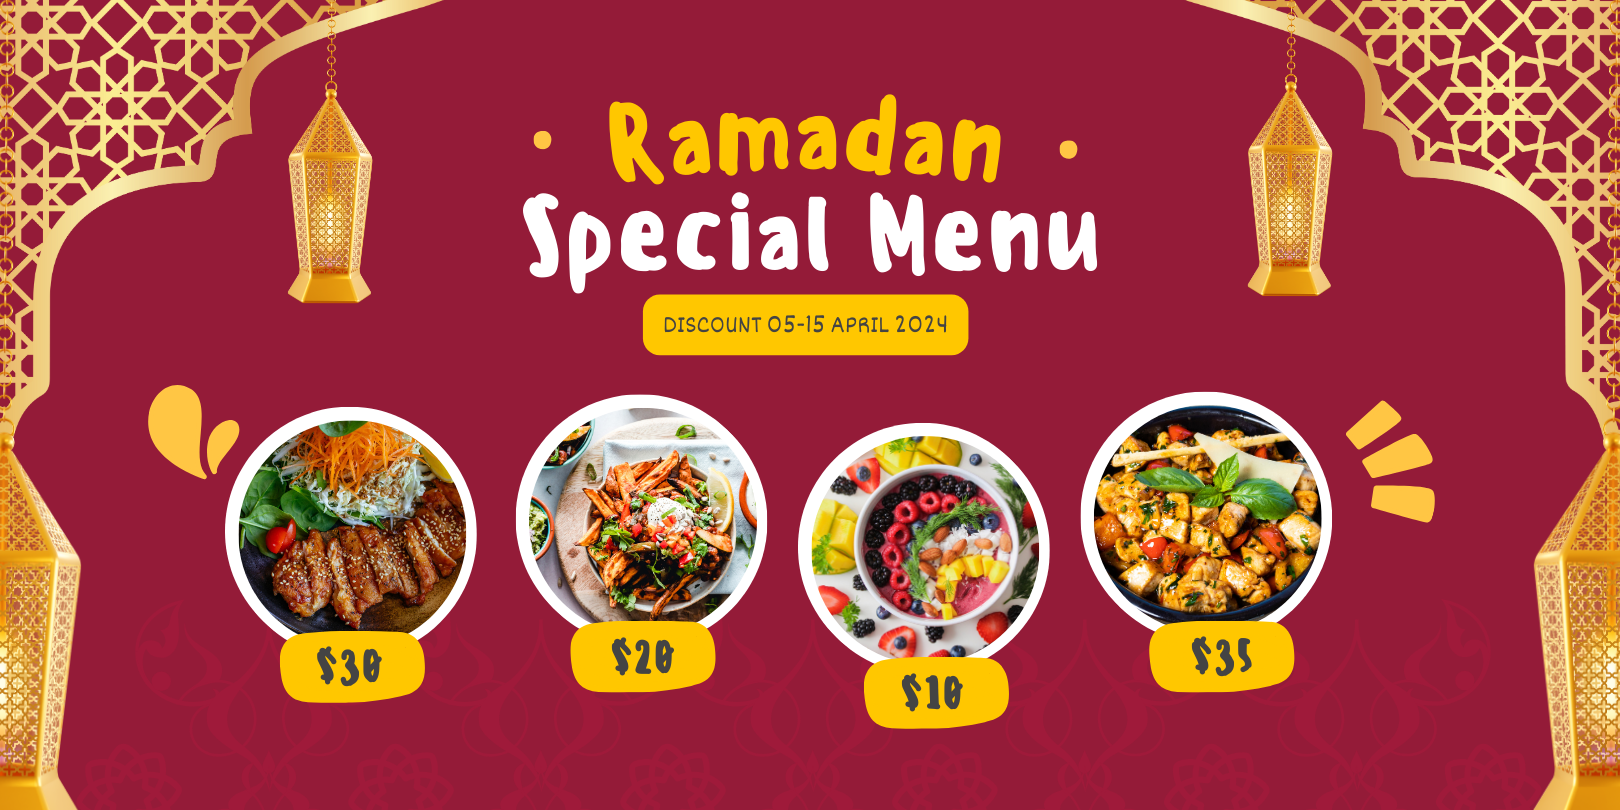 Ramadan
Special Menu
DISCOUNT 05-15 APRIL 2024
$30
$20
$10
$35